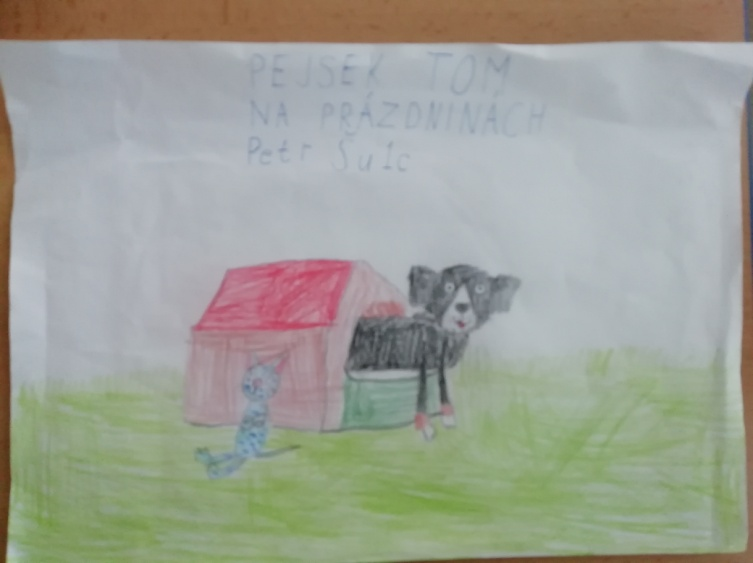 PEJSEK TOM
NA PRÁZDNINÁCH
Petr Šulc